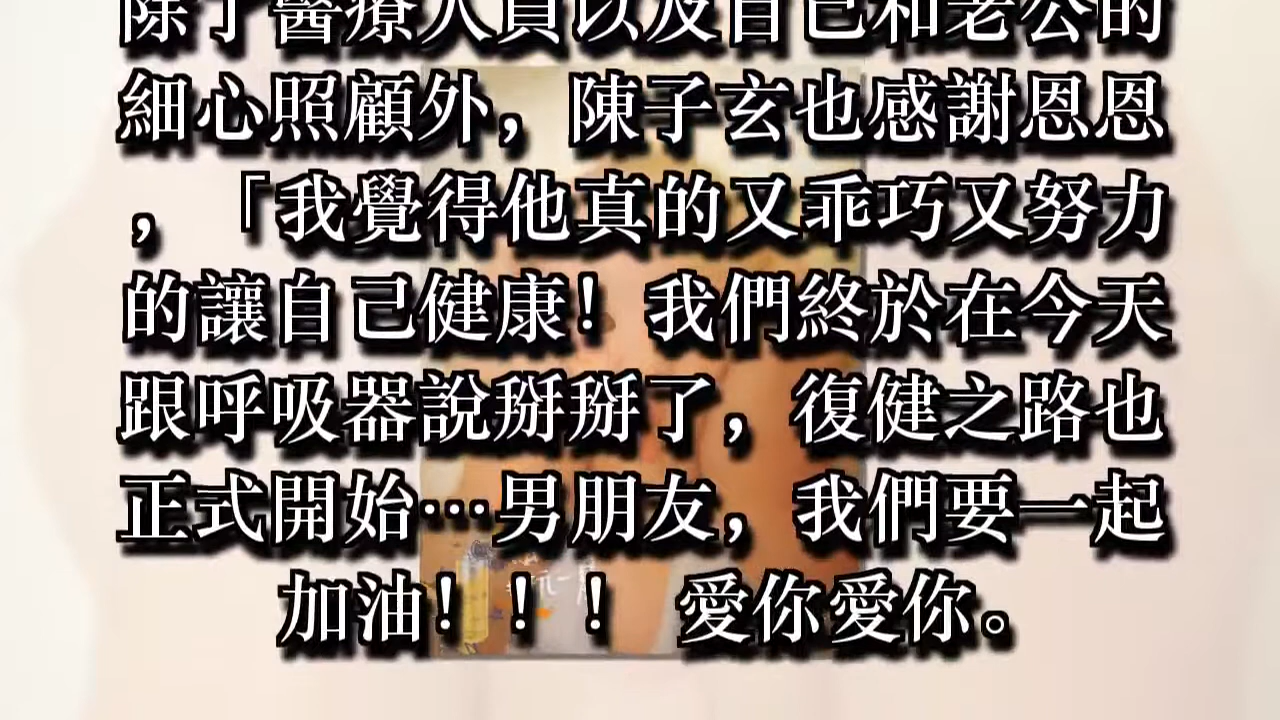 除了醫療人員以及自己和老公的
細心照顧外，陳子玄也感謝恩恩
，「我覺得他真的又乖巧又努力
的讓自己健康！我們終於在今天
跟呼吸器說掰掰了，復健之路也
正式開始…男朋友，我們要一起
加油！！！ 愛你愛你。